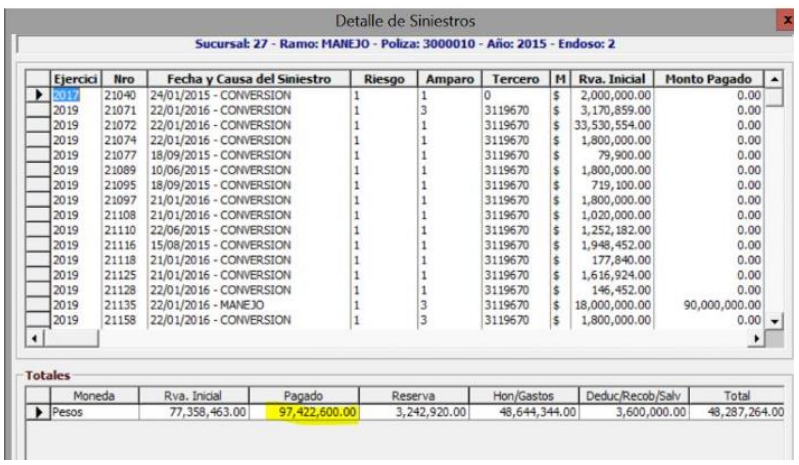 Detalle de Siniestros
x
Sucursal: 27 - Ramo: MANEJO - Poliza: 3000010 - Año: 2015 - Endoso: 2
Ejercici Nro Fecha y Causa del Siniestro Riesgo Amparo Tercero M Rva. Inicial Monto Pagado
2017 21040 24/01/2015 - CONVERSION 1 1 0 $ 2,000,000.00 0.00
2019 21071 22/01/2016 - CONVERSION 1 3 3119670 $ 3,170,859.00 0.00
2019 21072 22/01/2016 - CONVERSION 1 1 3119670 $ 33,530,554.00 0.00
2019 21074 22/01/2016 - CONVERSION 1 1 3119670 $ 1,800,000.00 0.00
2019 21077 18/09/2015 - CONVERSION 1 1 3119670 $ 79,900.00 0.00
2019 21089 10/06/2015 - CONVERSION 1 1 3119670 $ 1,800,000.00 0.00
2019 21095 18/09/2015 - CONVERSION 1 1 3119670 $ 719,100.00 0.00
2019 21097 21/01/2016 - CONVERSION 1 1 3119670 $ 1,800,000.00 0.00
2019 21108 21/01/2016 - CONVERSION 1 1 3119670 $ 1,020,000.00 0.00
2019 21110 22/06/2015 - CONVERSION 1 1 3119670 $ 1,252,182.00 0.00
2019 21116 15/08/2015 - CONVERSION 1 1 3119670 $ 1,948,452.00 0.00
2019 21118 21/01/2016 - CONVERSION 1 1 3119670 $ 177,840.00 0.00
2019 21125 21/01/2016 - CONVERSION 1 1 3119670 $ 1,616,924.00 0.00
2019 21128 22/01/2016 - CONVERSION 1 1 3119670 $ 146,452.00 0.00
2019 21135 22/01/2016 - MANEJO 1 3 3119670 $ 18,000,000.00 90,000,000.00
2019 21158 22/01/2016 - CONVERSION 1 3 3119670 $ 1,800,000.00 0.00
Totales
Moneda Rva. Inicial Pagado Reserva Hon/Gastos Deduc/Recob/Salv Total
Pesos 77,358,463.00 97,422,600.00 3,242,920.00 48,644,344.00 3,600,000.00 48,287,264.00